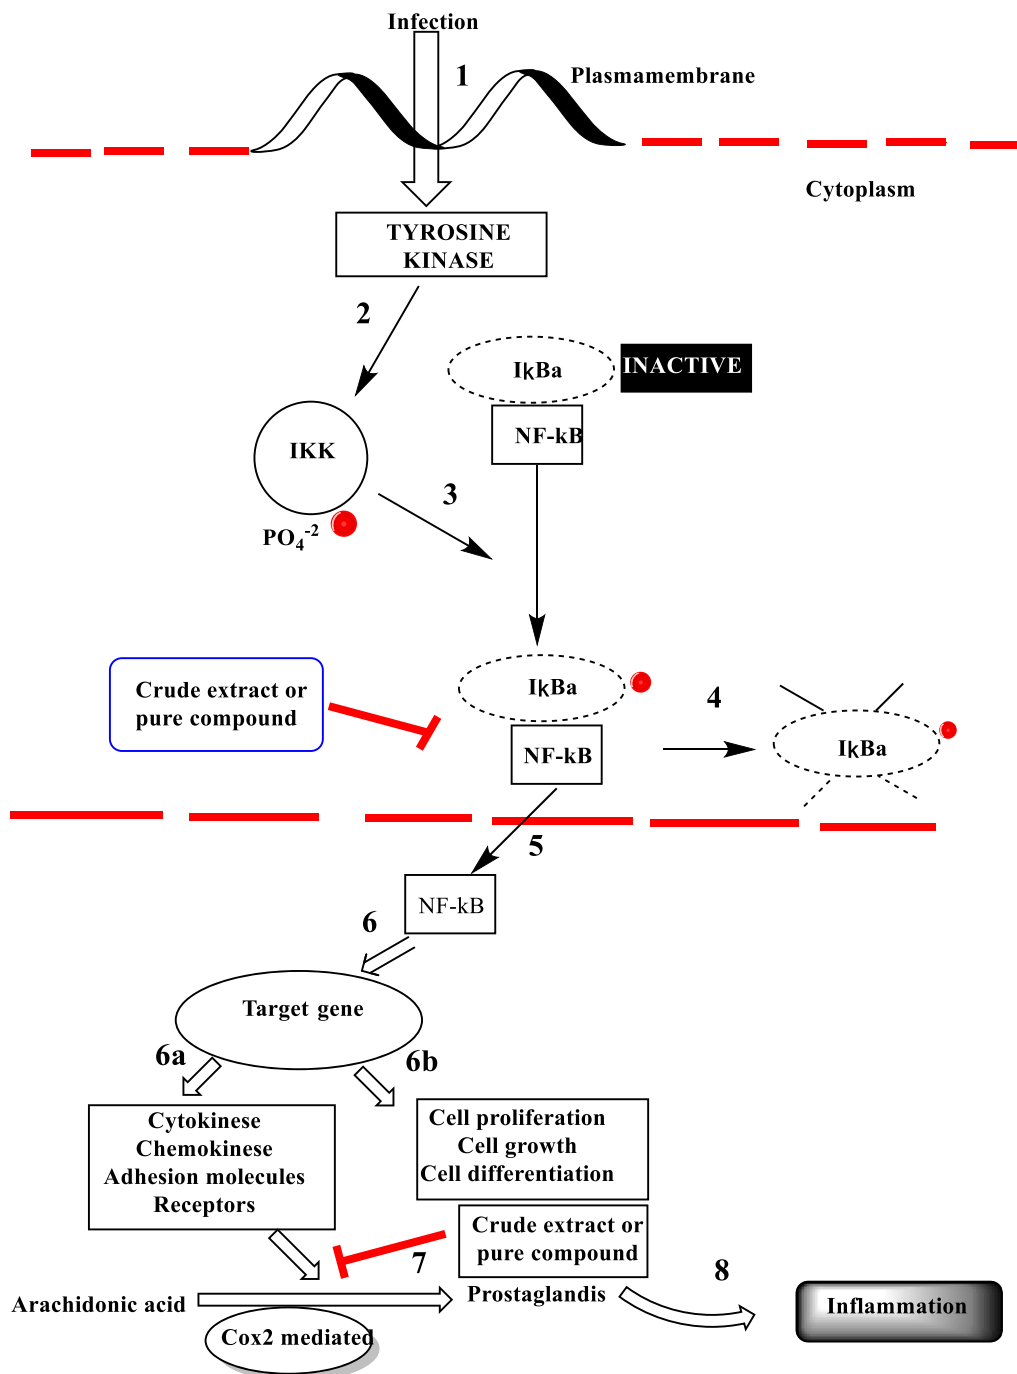 Infection
1
Plasmamembrane
Cytoplasm
TYROSINE
KINASE
2
IkBa
INACTIVE
NF-kB
IKK
3
PO4-2
Crude extract or
pure compound
IkBa
NF-kB
4
IkBa
5
NF-kB
6
Target gene
6a
6b
Cytokinese
Chemokinese
Adhesion molecules
Receptors
Cell proliferation
Cell growth
Cell differentiation
Crude extract or
pure compound
7
8
Arachidonic acid
Prostaglandis
Inflammation
Cox2 mediated